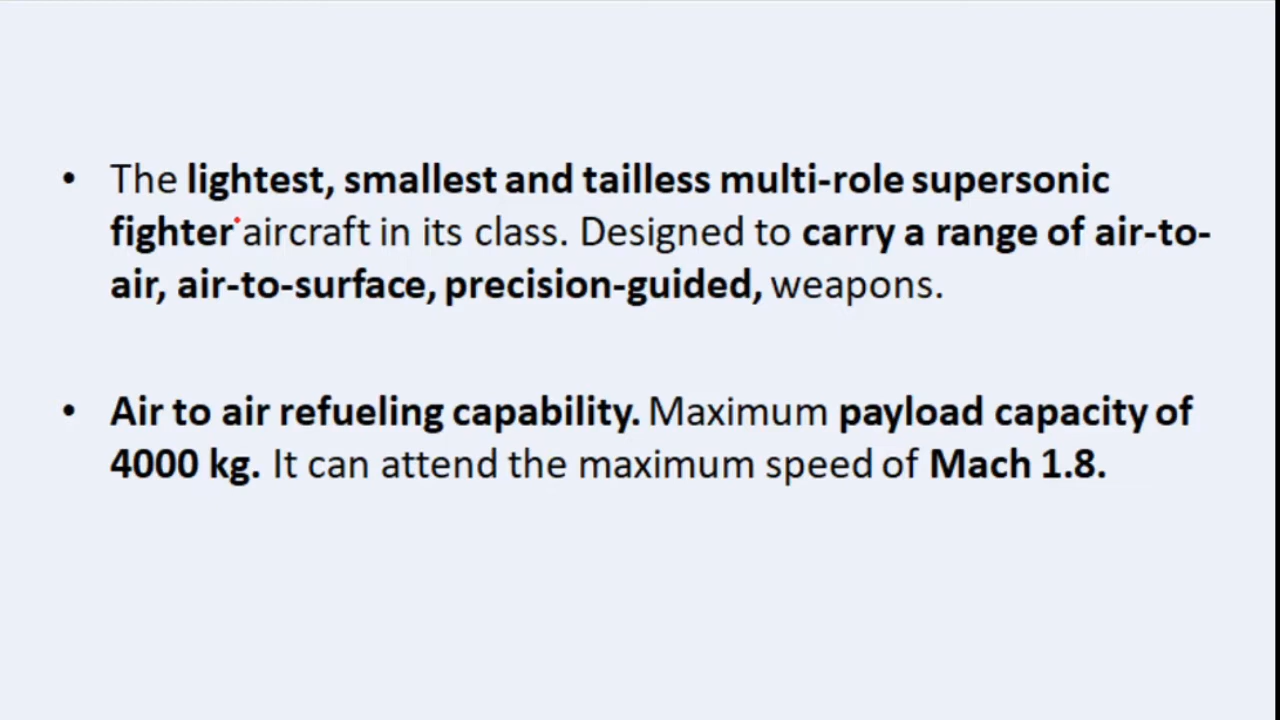 • The lightest, smallest and tailless multi-role supersonic
fighter aircraft in its class. Designed to carry a range of air-to-
air, air-to-surface, precision-guided, weapons.
• Air to air refueling capability. Maximum payload capacity of
4000 kg. It can attend the maximum speed of Mach 1.8.